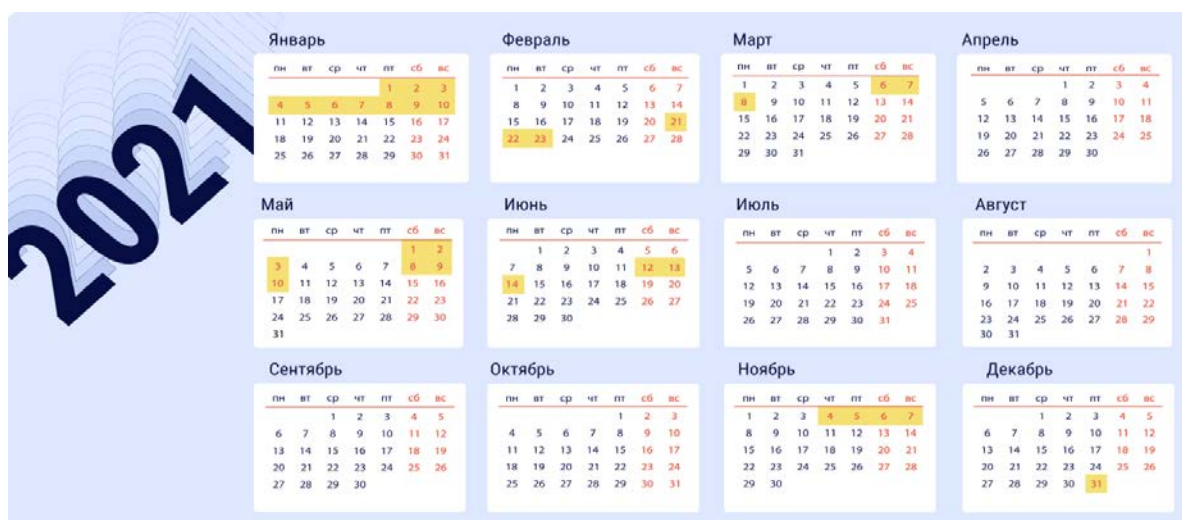 2021
Январь
пн вт ср чт пт сб вс
1 2 3
4 5 6 7 8 9 10
11 12 13 14 15 16 17
18 19 20 21 22 23 24
25 26 27 28 29 30 31
Февраль
пн вт ср чт пт сб вс
1 2 3 4 5 6 7
8 9 10 11 12 13 14
15 16 17 18 19 20 21
22 23 24 25 26 27 28
Март
пн вт ср чт пт сб вс
1 2 3 4 5 6 7
8 9 10 11 12 13 14
15 16 17 18 19 20 21
22 23 24 25 26 27 28
29 30 31
Апрель
пн вт ср чт пт сб вс
1 2 3 4
5 6 7 8 9 10 11
12 13 14 15 16 17 18
19 20 21 22 23 24 25
26 27 28 29 30
Май
пн вт ср чт пт сб вс
1 2
3 4 5 6 7 8 9
10 11 12 13 14 15 16
17 18 19 20 21 22 23
24 25 26 27 28 29 30
31
Июнь
пн вт ср чт пт сб вс
1 2 3 4 5 6
7 8 9 10 11 12 13
14 15 16 17 18 19 20
21 22 23 24 25 26 27
28 29 30
Июль
пн вт ср чт пт сб вс
1 2 3 4
5 6 7 8 9 10 11
12 13 14 15 16 17 18
19 20 21 22 23 24 25
26 27 28 29 30 31
Август
пн вт ср чт пт сб вс
1
2 3 4 5 6 7 8
9 10 11 12 13 14 15
16 17 18 19 20 21 22
23 24 25 26 27 28 29
30 31
Сентябрь
пн вт ср чт пт сб вс
1 2 3 4 5
6 7 8 9 10 11 12
13 14 15 16 17 18 19
20 21 22 23 24 25 26
27 28 29 30
Октябрь
пн вт ср чт пт сб вс
1 2 3
4 5 6 7 8 9 10
11 12 13 14 15 16 17
18 19 20 21 22 23 24
25 26 27 28 29 30 31
Ноябрь
пн вт ср чт пт сб вс
1 2 3 4 5 6 7
8 9 10 11 12 13 14
15 16 17 18 19 20 21
22 23 24 25 26 27 28
29 30
Декабрь
пн вт ср чт пт сб вс
1 2 3 4 5
6 7 8 9 10 11 12
13 14 15 16 17 18 19
20 21 22 23 24 25 26
27 28 29 30 31